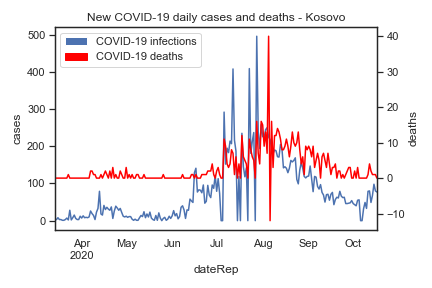 New COVID-19 daily cases and deaths - Kosovo
COVID-19 infections
COVID-19 deaths
500
400
300
200
100
0
cases
40
30
20
10
0
−10
deaths
Apr
2020
May
Jun
Jul
Aug
Sep
Oct
dateRep